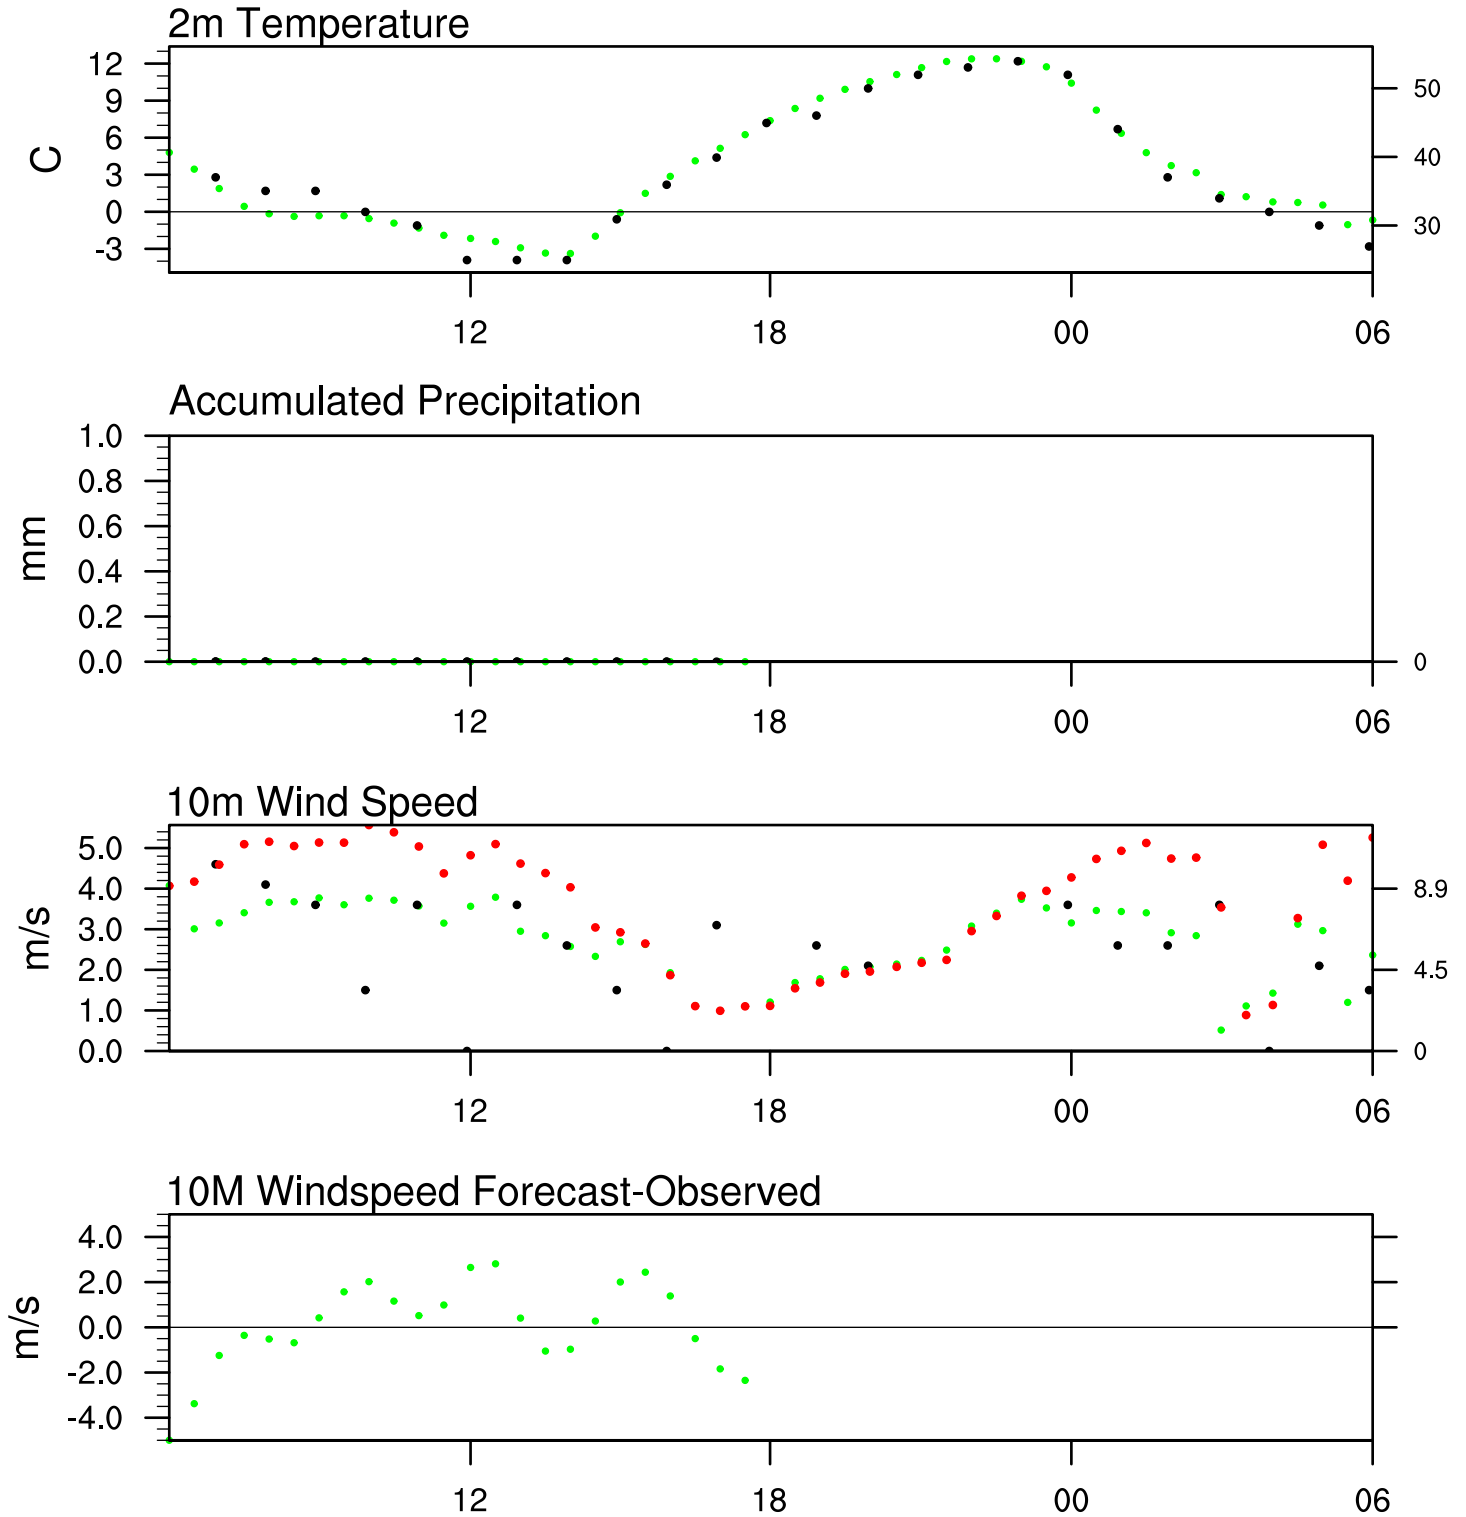 2m Temperature
12
9
6
3
0
-3
C
50
40
30
12 18 00 06
Accumulated Precipitation
1.0
0.8
0.6
0.4
0.2
0.0
mm
0
12 18 00 06
10m Wind Speed
5.0
4.0
3.0
2.0
1.0
0.0
m/s
8.9
4.5
0
12 18 00 06
10M Windspeed Forecast-Observed
4.0
2.0
0.0
-2.0
-4.0
m/s
12 18 00 06